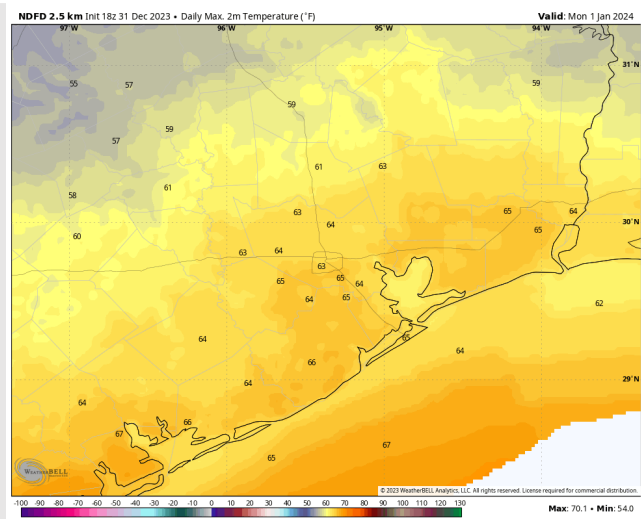 NDFD 2.5 km Init 18z 31 Dec 2023 • Daily Max. 2m Temperature (°F)
Valid: Mon 1 Jan 2024
97°W 96°W 95°W 94°W
31°N
55 57 59 59
57 59
61 63
58 61
60 63 64 65 64 30°N
65
63 64
63
65 65 64
64 65
62
64 65 64
66
29°N
64
64
66
67
65 67
WEATHERBELL
© 2023 WeatherBELL Analytics, LLC. All rights reserved. License required for commercial distribution.
-100 -90 -80 -70 -60 -50 -40 -30 -20 -10 0 10 20 30 40 50 60 70 80 90 100 110 120 130
Max: 70.1 • Min: 54.0